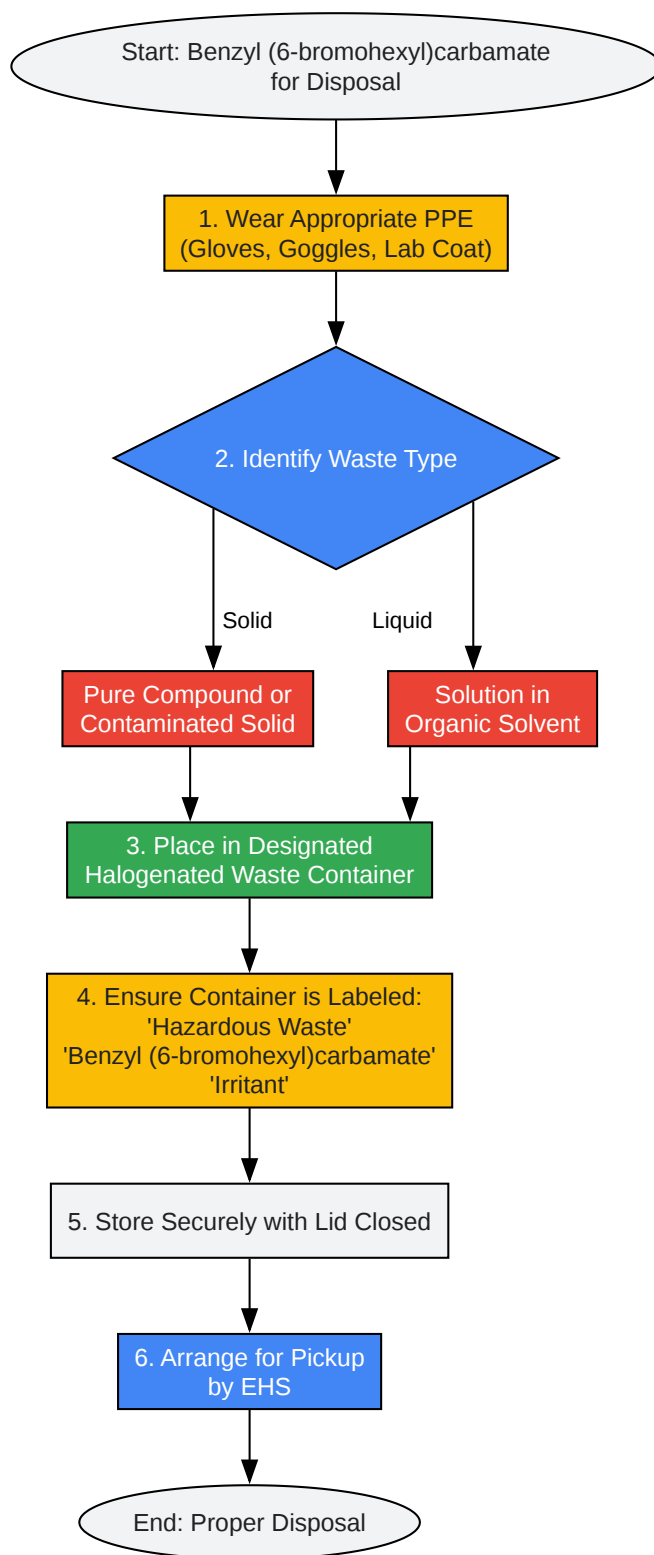 Start: Benzyl (6-bromohexyl)carbamate
for Disposal
1. Wear Appropriate PPE
(Gloves, Goggles, Lab Coat)
2. Identify Waste Type
Solid
Liquid
Pure Compound or
Contaminated Solid
Solution in
Organic Solvent
3. Place in Designated
Halogenated Waste Container
4. Ensure Container is Labeled:
'Hazardous Waste'
'Benzyl (6-bromohexyl)carbamate'
'Irritant'
5. Store Securely with Lid Closed
6. Arrange for Pickup
by EHS
End: Proper Disposal